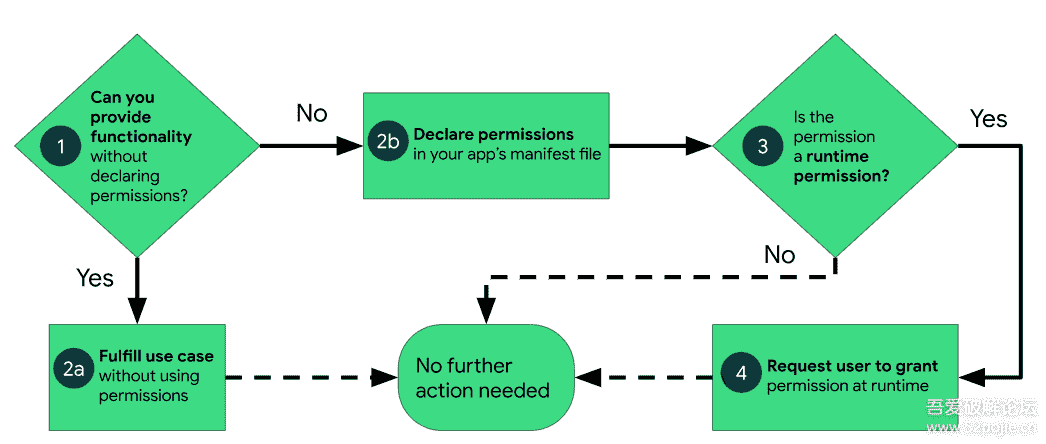 Can you
provide
functionality
without
declaring
permissions?
1
No
2b
Declare permissions
in your app's manifest file
3
Is the
permission
a runtime
permission?
Yes
Yes
No
2a
Fulfill use case
without using
permissions
No further
action needed
4
Request user to grant
permission at runtime
吾爱破解论坛
www.52pojie.cn